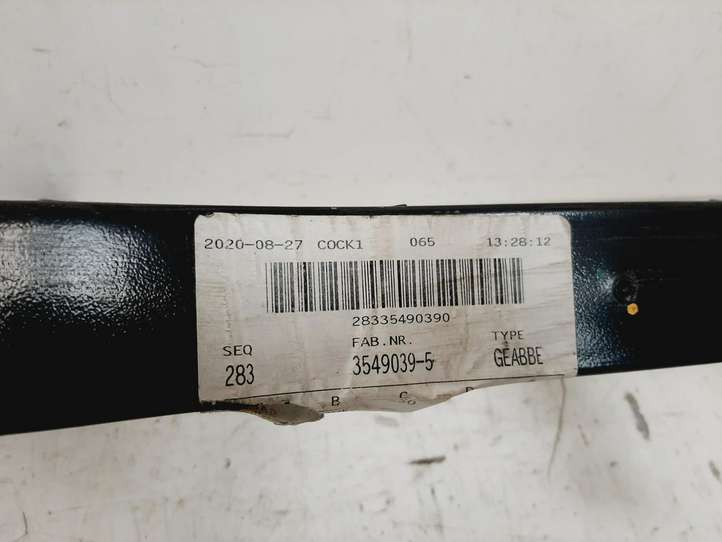 2020-08-27 COCK1 065 13:28:12
28335490390
SEQ FAB.NR. TYPE
283 3549039-5 GEABBE
B C